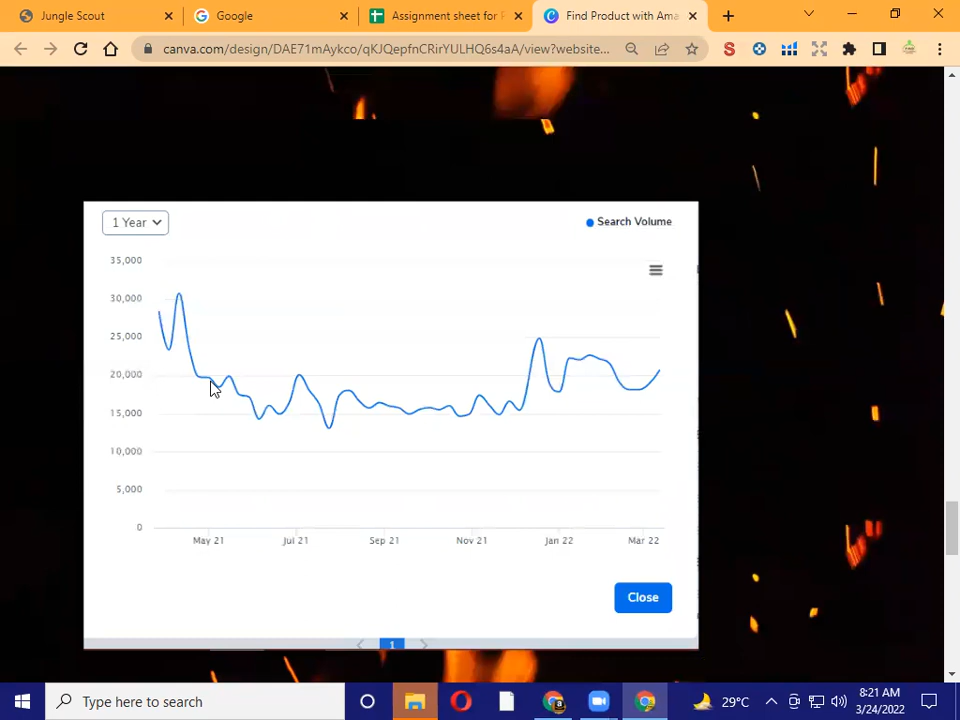 Jungle Scout
Google
Assignment sheet for F
Find Product with Ama
canva.com/design/DAE71mAykco/qKJQepfnCRirYULHQ6s4aA/view?website...
1 Year
Search Volume
35,000
30,000
25,000
20,000
15,000
10,000
5,000
0
May 21 Jul 21 Sep 21 Nov 21 Jan 22 Mar 22
Close
1
Type here to search
29°C
8:21 AM
3/24/2022